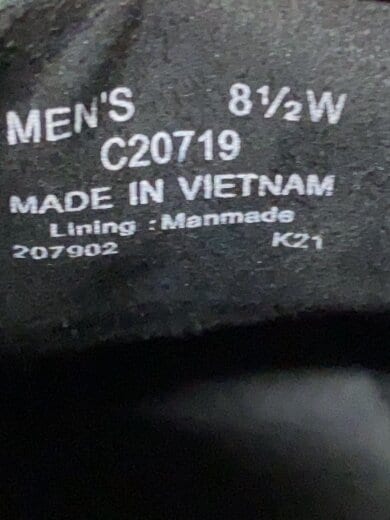 MEN'S 8½W
C20719
MADE IN VIETNAM
Lining : Manmade
207902 K21